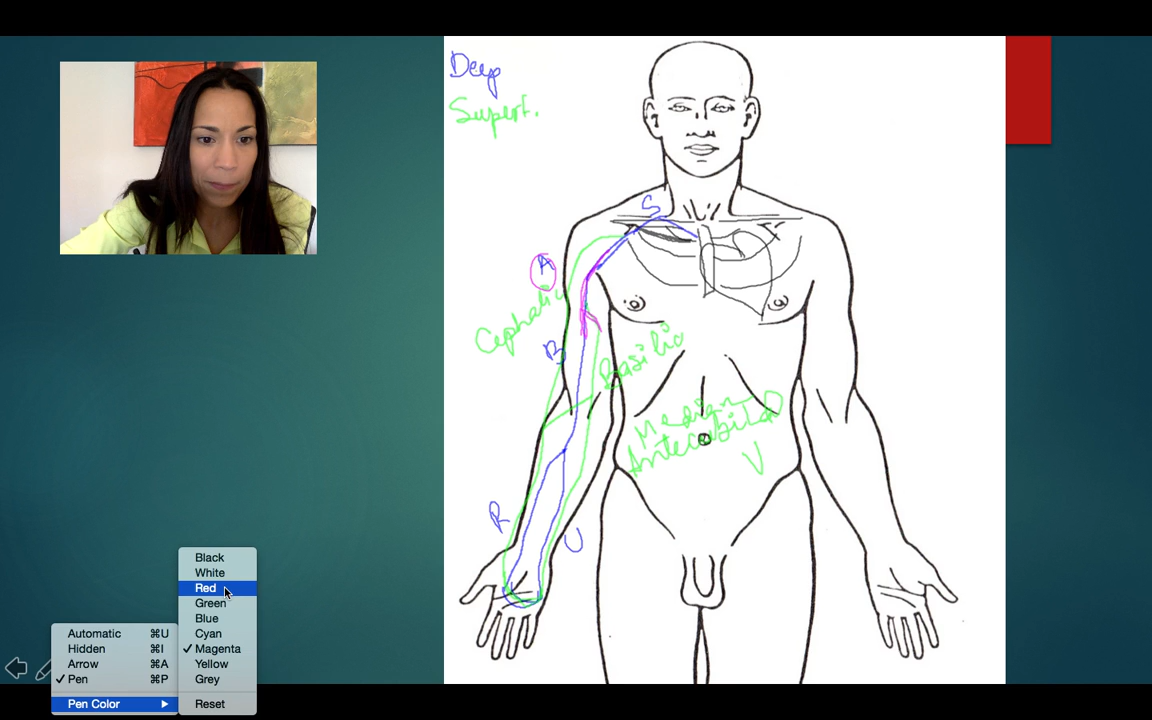 Deep
Superf.
S
A
Cephalic
B
Basilic
Median
Antecubital
V
R
U
Black
White
Red
Green
Blue
Cyan
✓ Magenta
Yellow
Grey
Reset
Automatic ⌘U
Hidden ⌘I
Arrow ⌘A
✓ Pen ⌘P
Pen Color ▶